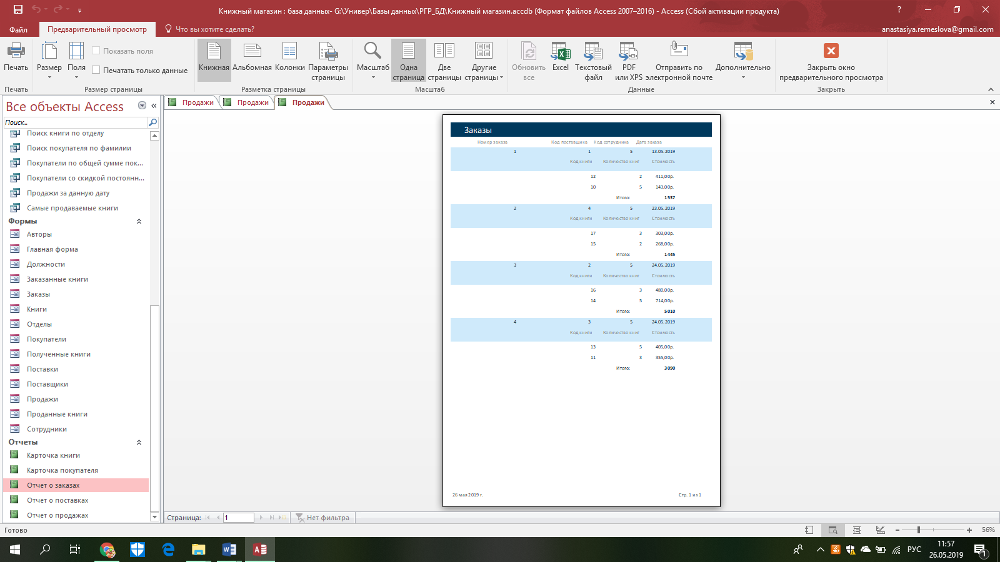 Книжный магазин : база данных- G:\Универ\Базы данных\РГР_БД\Книжный магазин.accdb (Формат файлов Access 2007–2016) - Access (Сбой активации продукта)
?
Файл Предварительный просмотр Что вы хотите сделать? anastasiya.remeslova@gmail.com
Показать поля
Печатать только данные
Печать Размер Поля Книжная Альбомная Колонки Параметры страницы Масштаб Одна страница Две страницы Другие страницы Обновить все Excel Текстовый файл PDF или XPS Отправить по электронной почте Дополнительно Закрыть окно предварительного просмотра
Печать Размер страницы Разметка страницы Масштаб Данные Закрыть
Все объекты Access
Поиск...
Поиск книги по отделу
Поиск покупателя по фамилии
Покупатели по общей сумме пок...
Покупатели со скидкой постоянн...
Продажи за данную дату
Самые продаваемые книги
Формы
Авторы
Главная форма
Должности
Заказанные книги
Заказы
Книги
Отделы
Покупатели
Полученные книги
Поставки
Поставщики
Продажи
Проданные книги
Сотрудники
Отчеты
Карточка книги
Карточка покупателя
Отчет о заказах
Отчет о поставках
Отчет о продажах
Продажи Продажи Продажи
Заказы
Номер заказа Код поставщика Код сотрудника Дата заказа
1 1 5 13.05.2019
Код книги Количество книг Стоимость
12 2 411,00р.
10 5 143,00р.
Итого: 1537
2 4 5 23.05.2019
Код книги Количество книг Стоимость
17 3 303,00р.
15 2 268,00р.
Итого: 1445
3 2 5 24.05.2019
Код книги Количество книг Стоимость
16 3 480,00р.
14 5 714,00р.
Итого: 5010
4 3 5 24.05.2019
Код книги Количество книг Стоимость
13 5 405,00р.
11 3 355,00р.
Итого: 3090
26 мая 2019 г. Стр. 1 из 1
Страница: 1 Нет фильтра
Готово 56%
РУС 11:57
26.05.2019
1